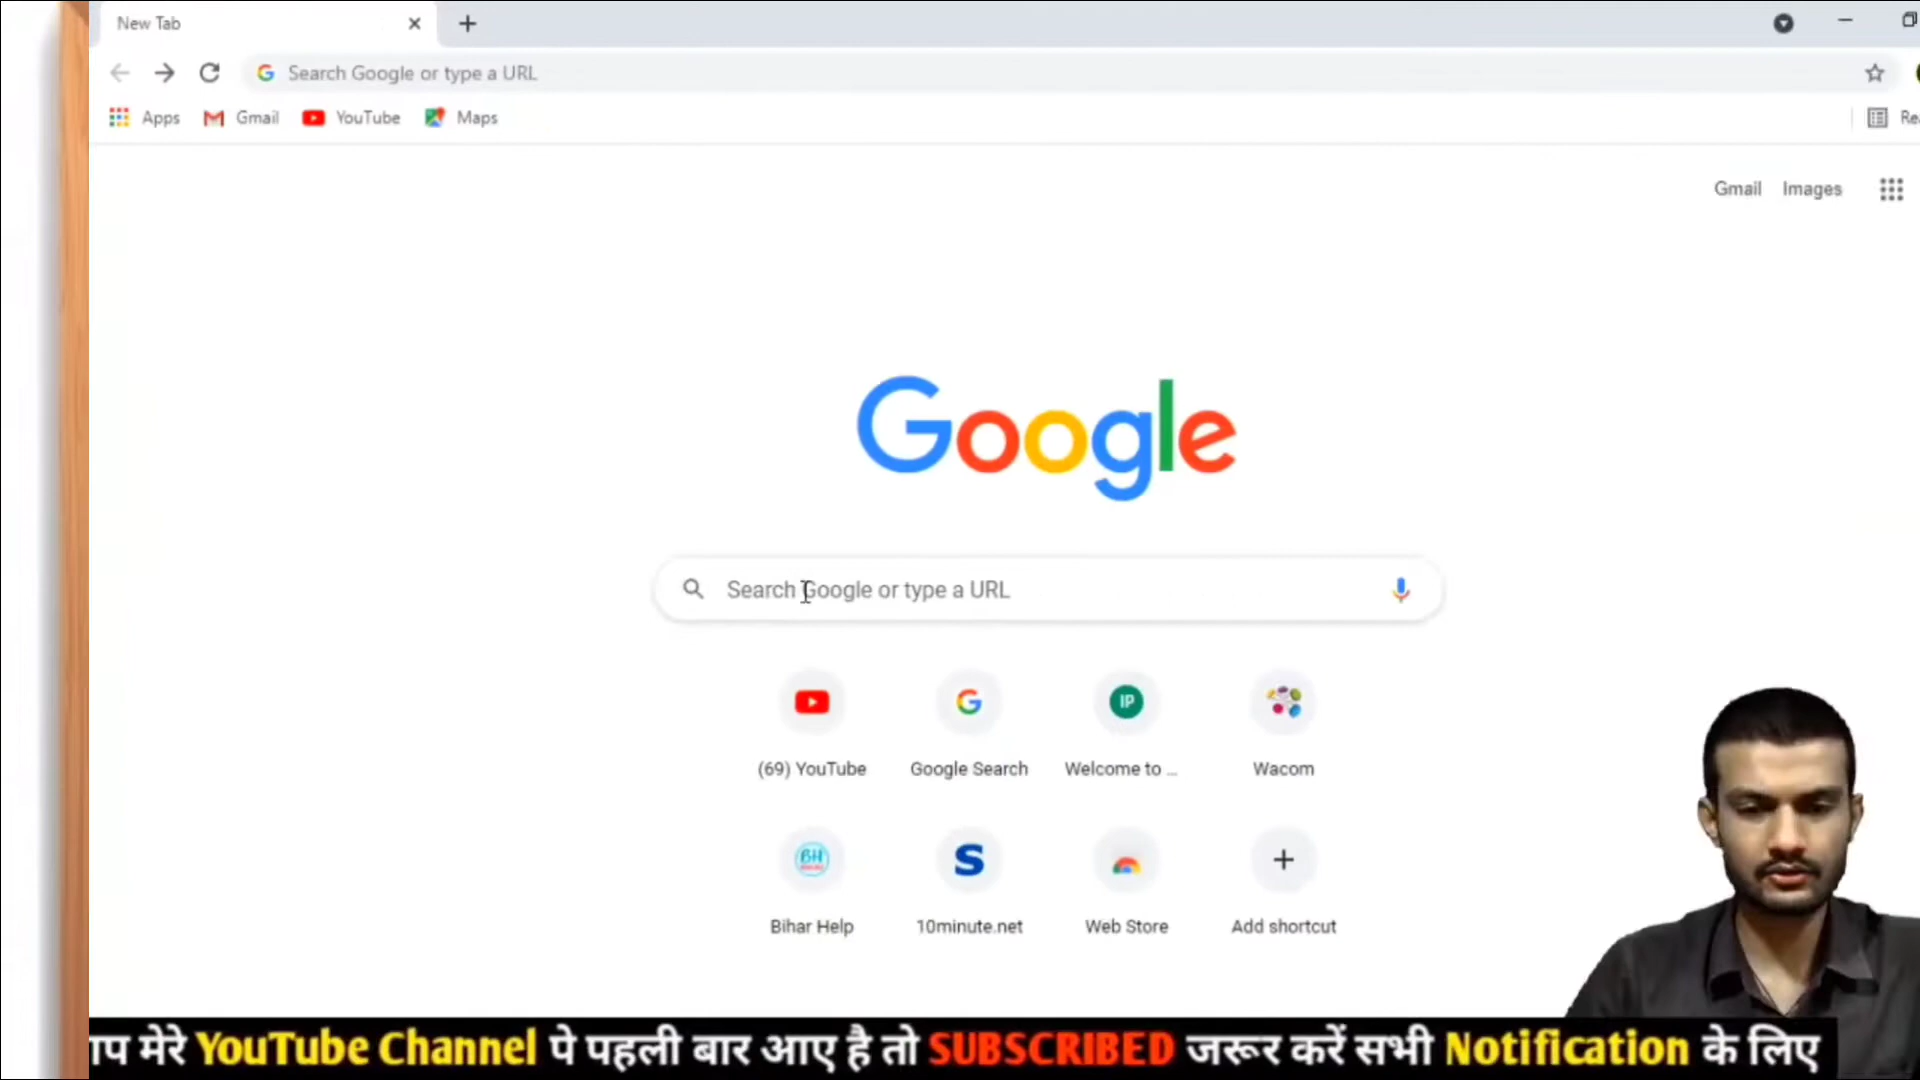 New Tab
Search Google or type a URL
Apps Gmail YouTube Maps
Gmail Images
Google
Search Google or type a URL
(69) YouTube Google Search Welcome to ... Wacom
IP
BH
S
Bihar Help 10minute.net Web Store Add shortcut
मेरे YouTube Channel पे पहली बार आए है तो SUBSCRIBED जरूर करें सभी Notification के लिए